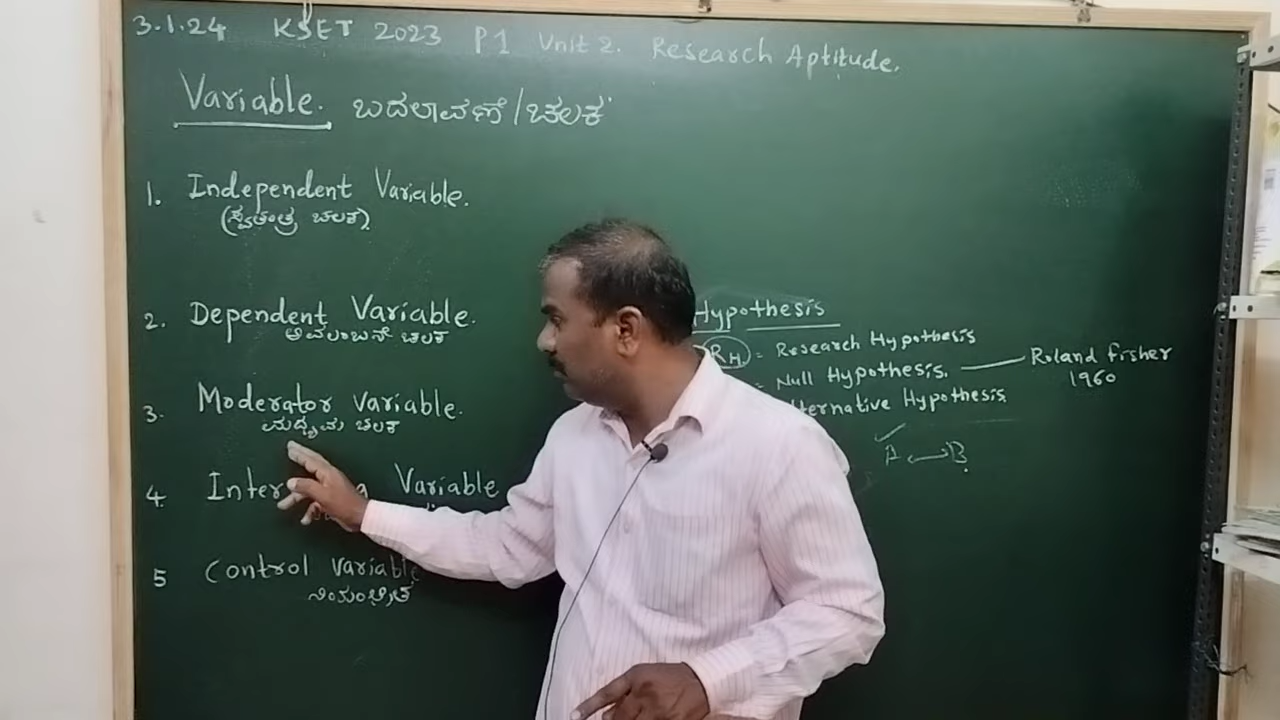 3.1.24 KSET 2023 P1 Unit 2. Research Aptitude.
Variable. ಬದಲಾವಣೆ/ಚಲಕ
1. Independent Variable.
(ಸ್ವತಂತ್ರ ಚಲಕ)
2. Dependent Variable.
ಅವಲಂಬನ್ ಚಲಕ
3. Moderator variable.
ಮಧ್ಯಮ ಚಲಕ
4. Variable
5 Control variable
ನಿಯಂತ್ರಿತ
Hypothesis
RH. = Research Hypothesis
= Null Hypothesis. — Roland Fisher
1960
Hypothesis
A — B